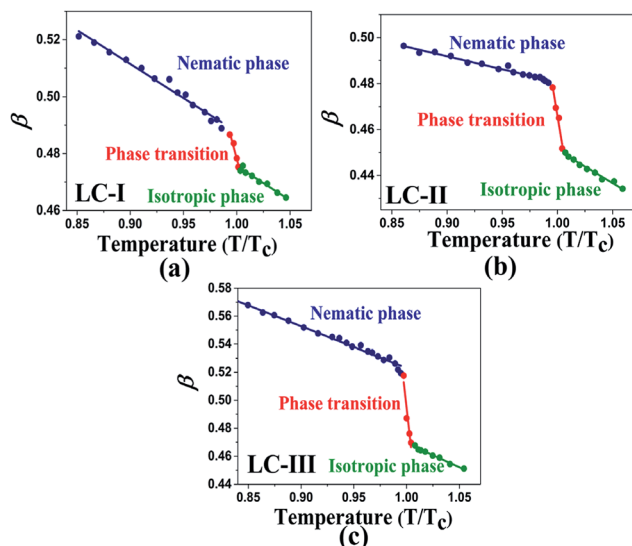 0.52
0.50
0.48
0.46
β
Nematic phase
Phase transition
Isotropic phase
LC-I
0.85 0.90 0.95 1.00 1.05
Temperature (T/Tc)
(a)
0.50
0.48
0.46
0.44
β
Nematic phase
Phase transition
Isotropic phase
LC-II
0.85 0.90 0.95 1.00 1.05
Temperature (T/Tc)
(b)
0.58
0.56
0.54
0.52
0.50
0.48
0.46
0.44
β
Nematic phase
Phase transition
Isotropic phase
LC-III
0.85 0.90 0.95 1.00 1.05
Temperature (T/Tc)
(c)